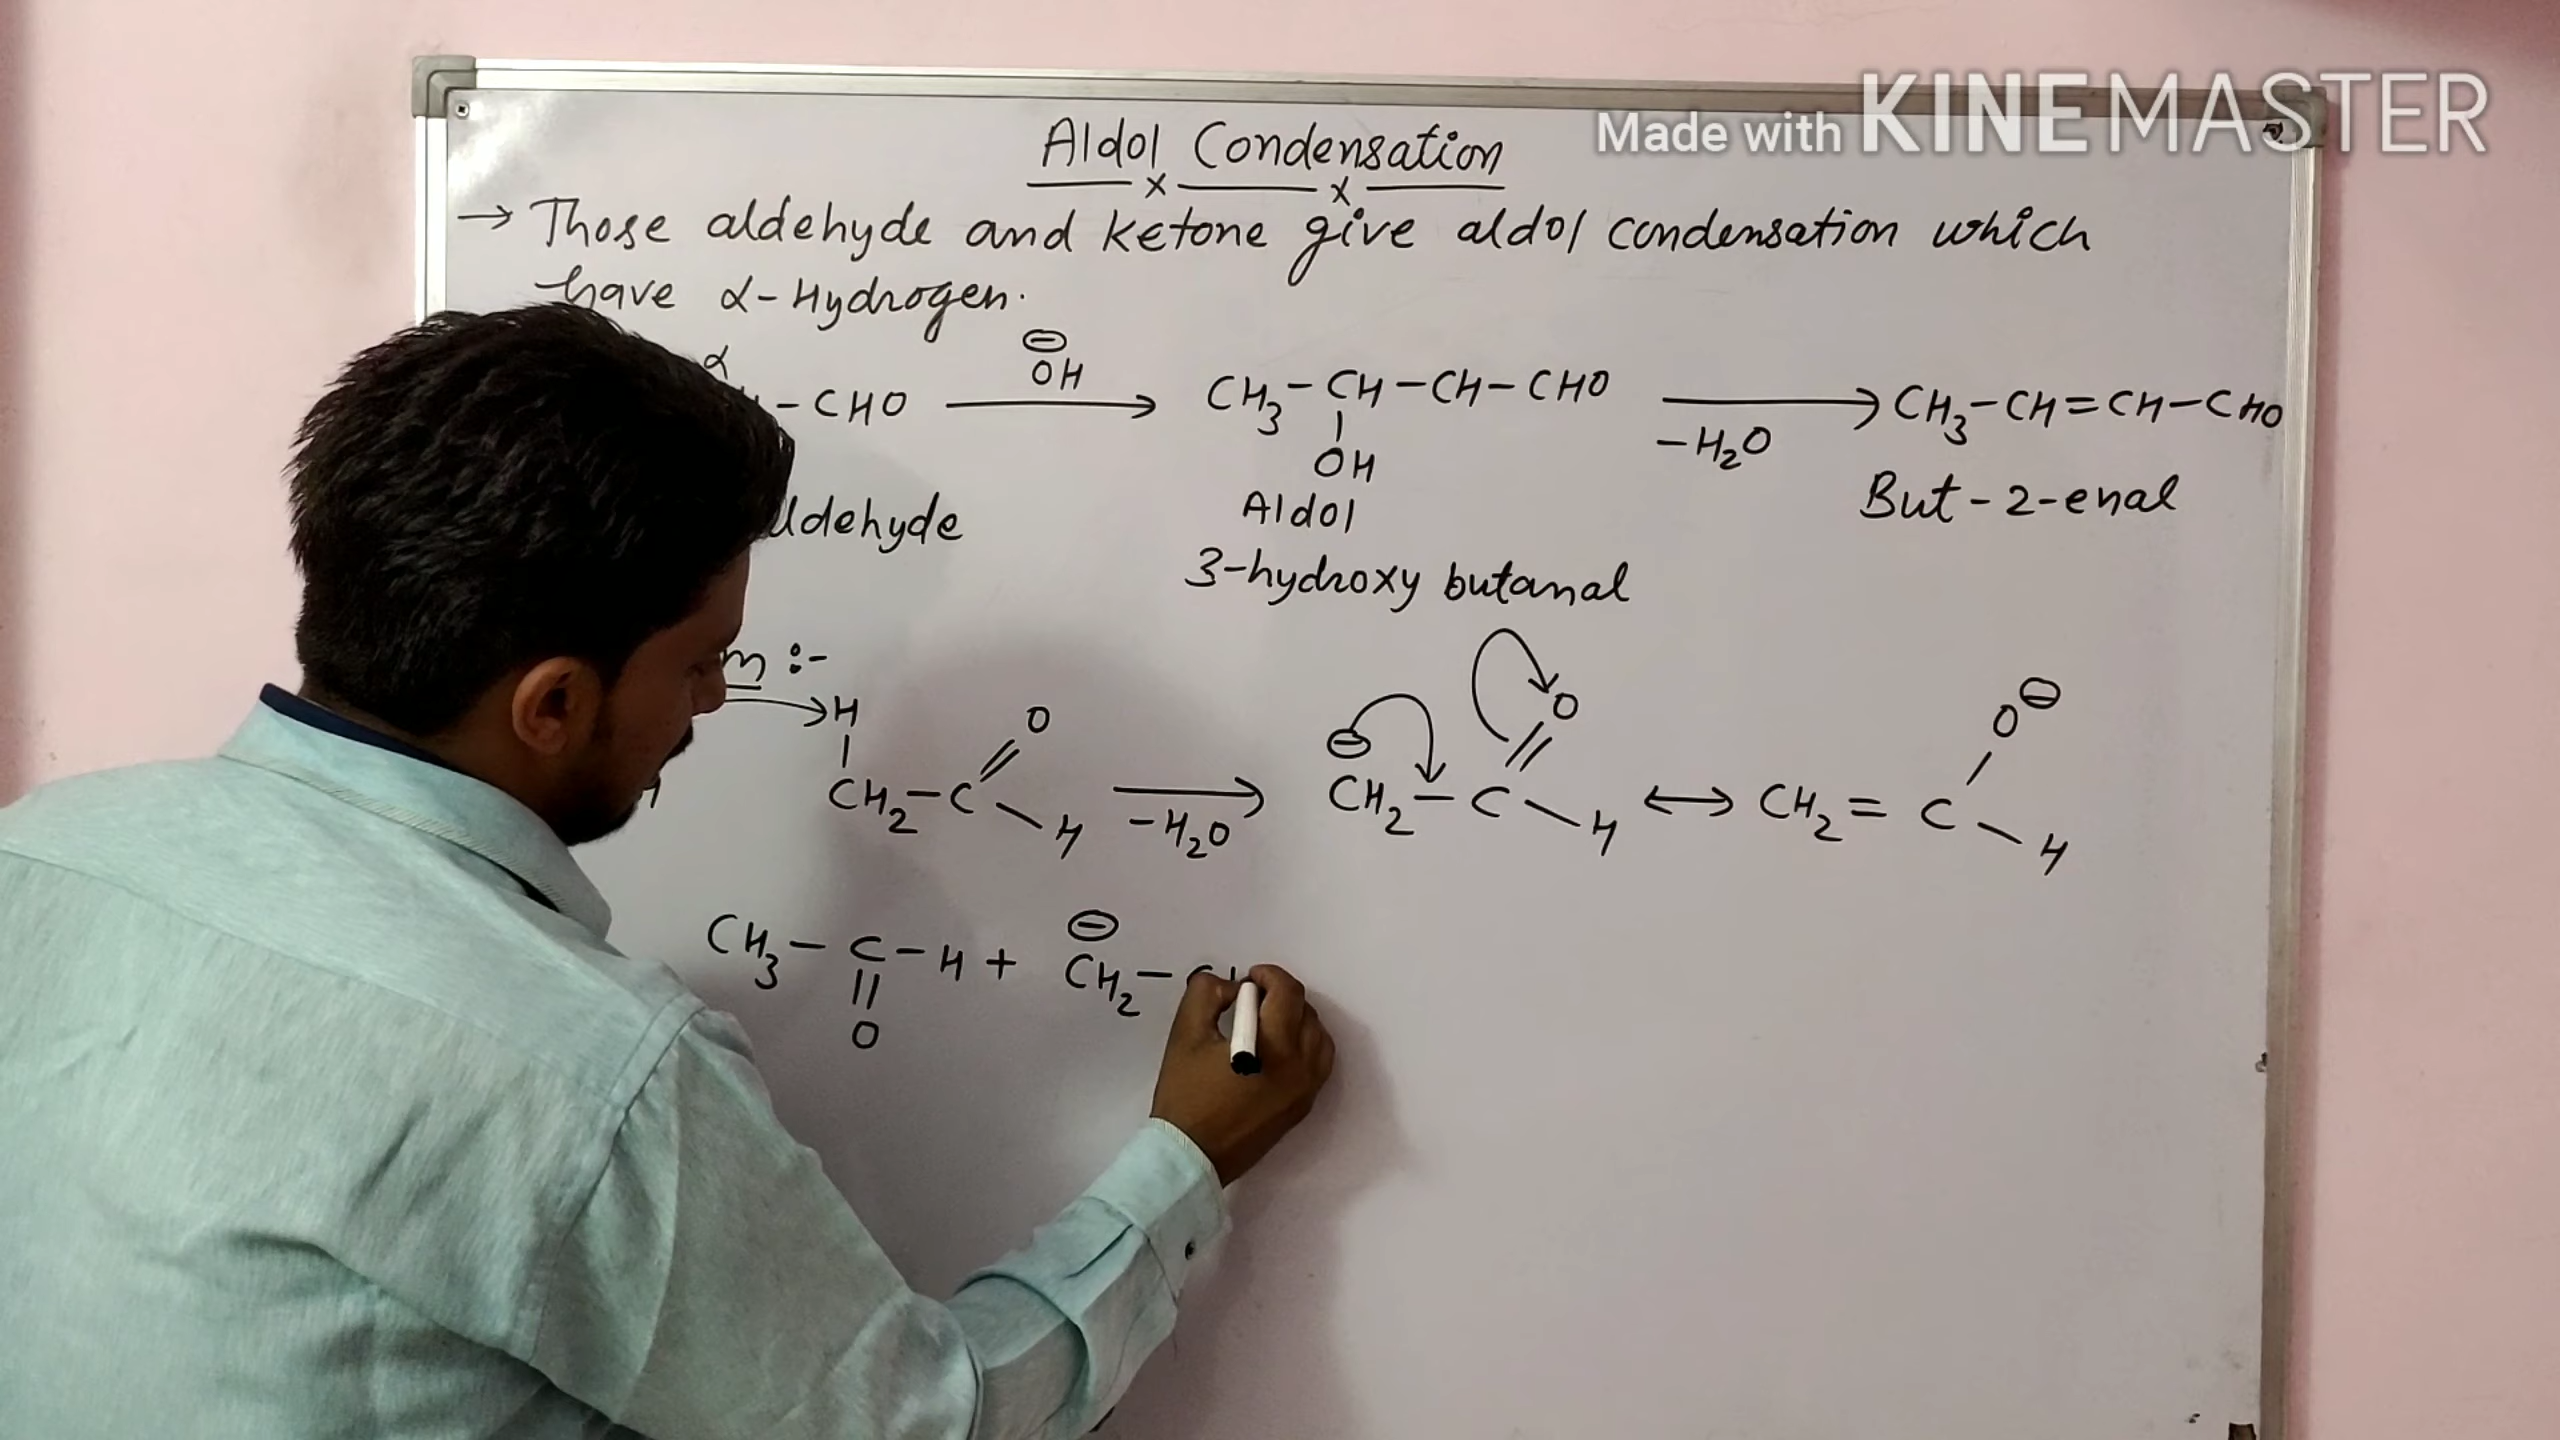 Made with KINEMASTER
Aldol Condensation
→ Those aldehyde and Ketone give aldol condensation which
have α-Hydrogen.
α
-CHO ⊖OH → CH3-CH-CH-CHO → CH3-CH=CH-CHO
-H2O
OH
Aldol
But-2-enal
3-hydroxy butanal
:-
H
CH2-C=O-H → CH2⊖-C=O-H ↔ CH2=C-O⊖-H
-H2O
CH3-C-H + ⊖CH2-
||
O